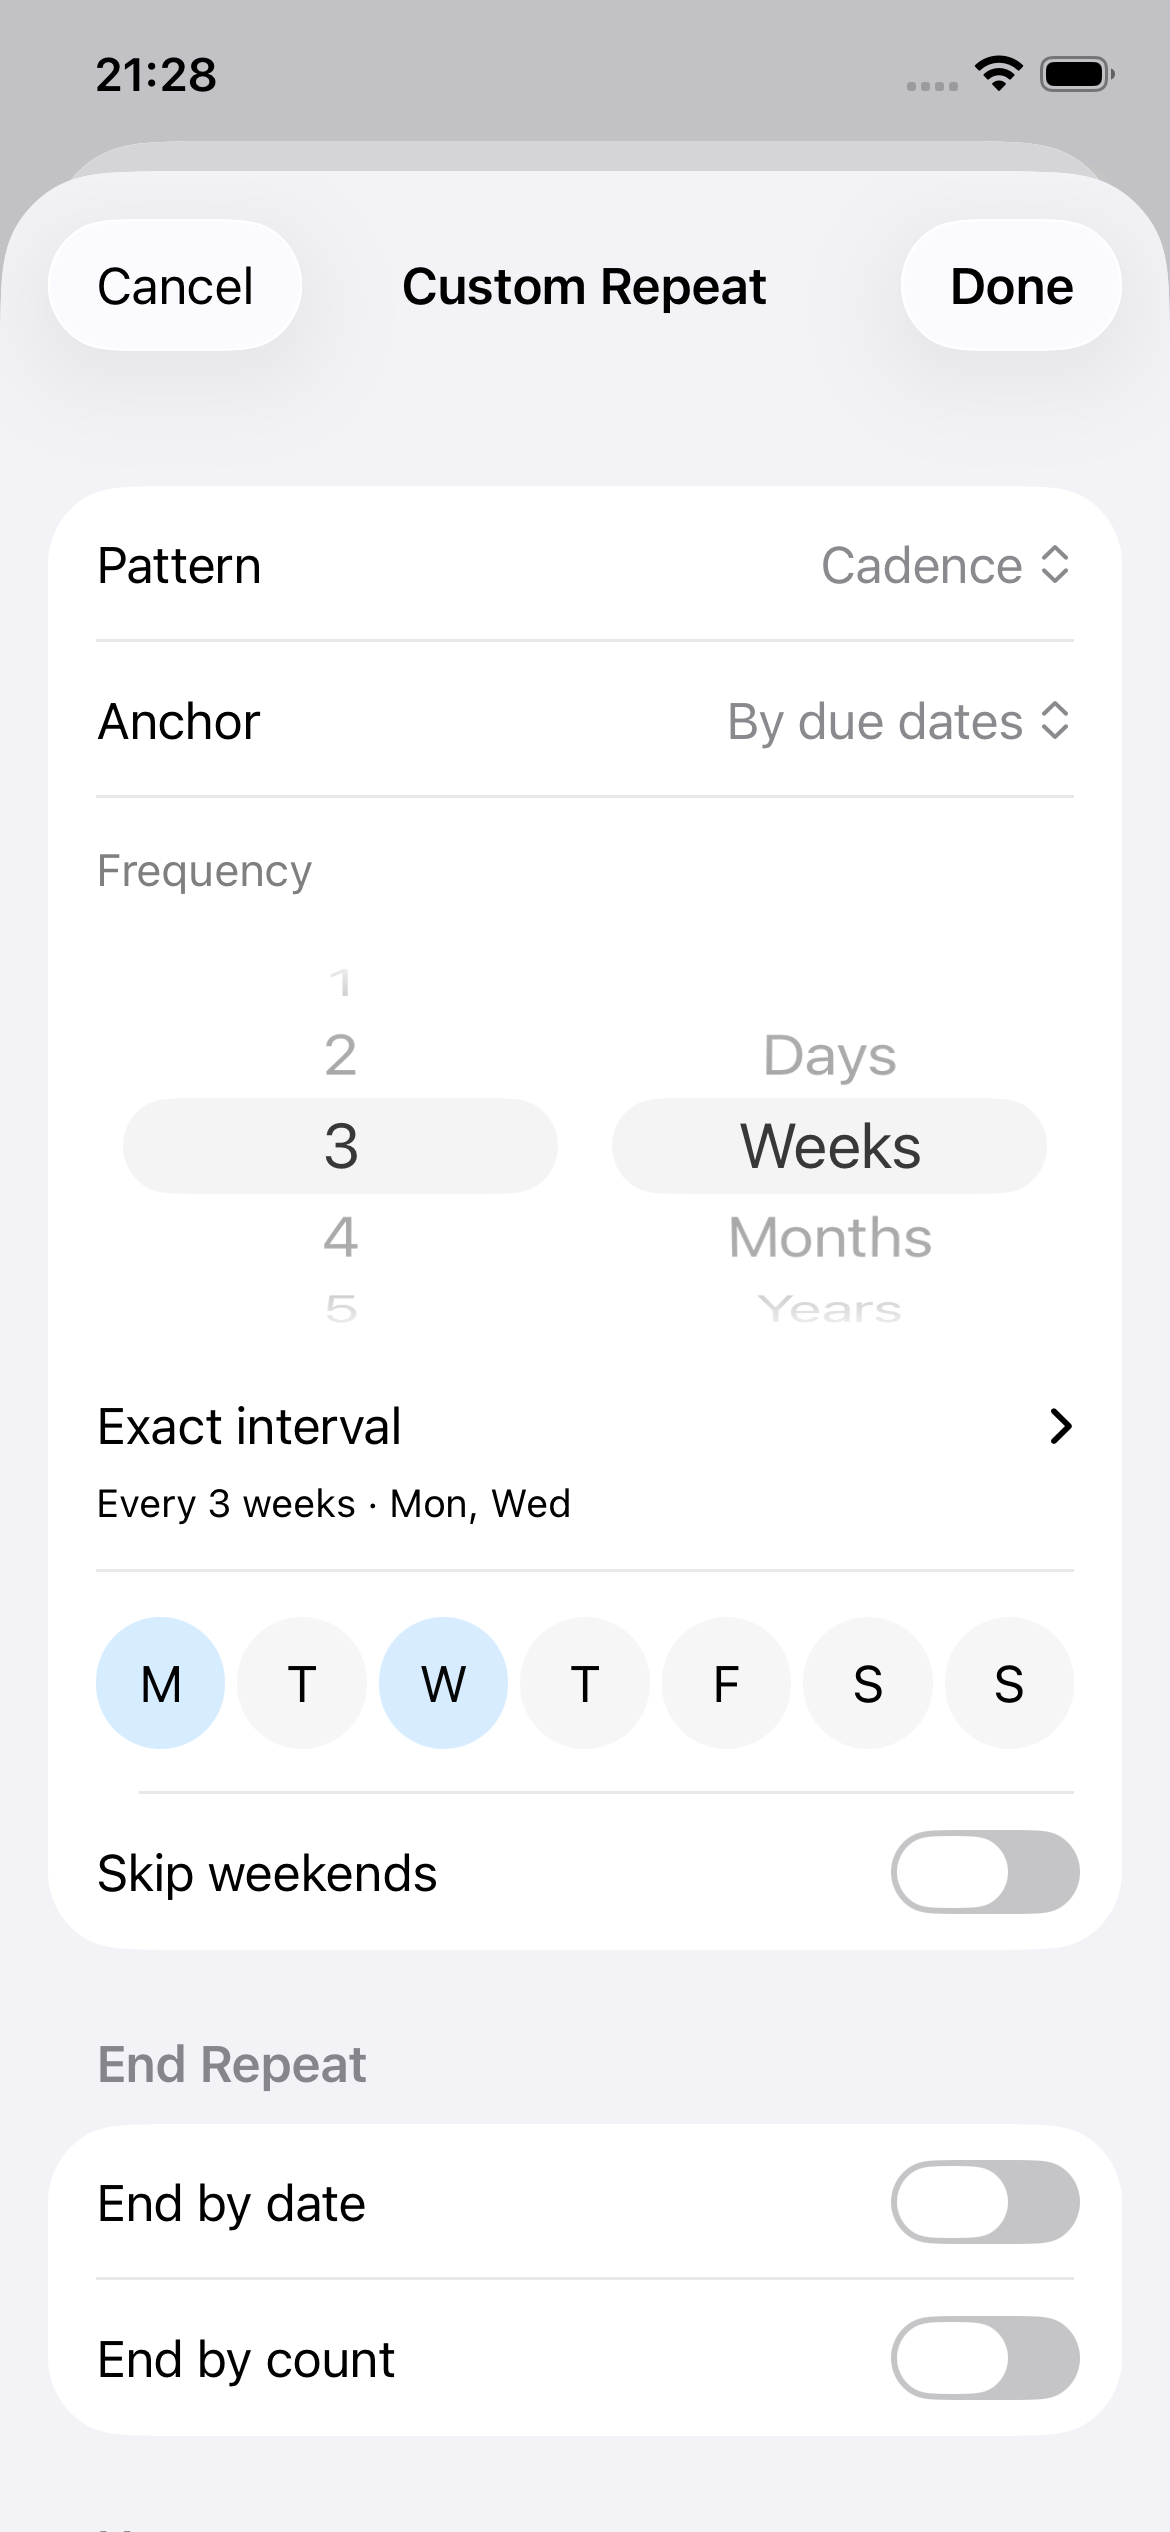 21:28
Cancel Custom Repeat Done
Pattern Cadence
Anchor By due dates
Frequency
1
2 Days
3 Weeks
4 Months
5 Years
Exact interval
Every 3 weeks · Mon, Wed
M T W T F S S
Skip weekends
End Repeat
End by date
End by count